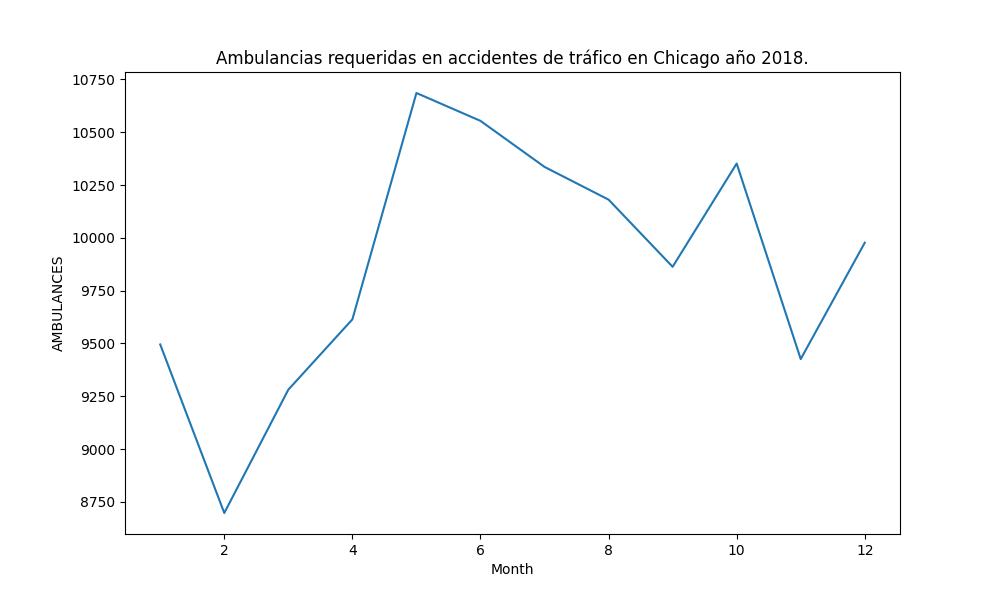 Ambulancias requeridas en accidentes de tráfico en Chicago año 2018.
10750
10500
10250
10000
9750
9500
9250
9000
8750
AMBULANCES
2 4 6 8 10 12
Month